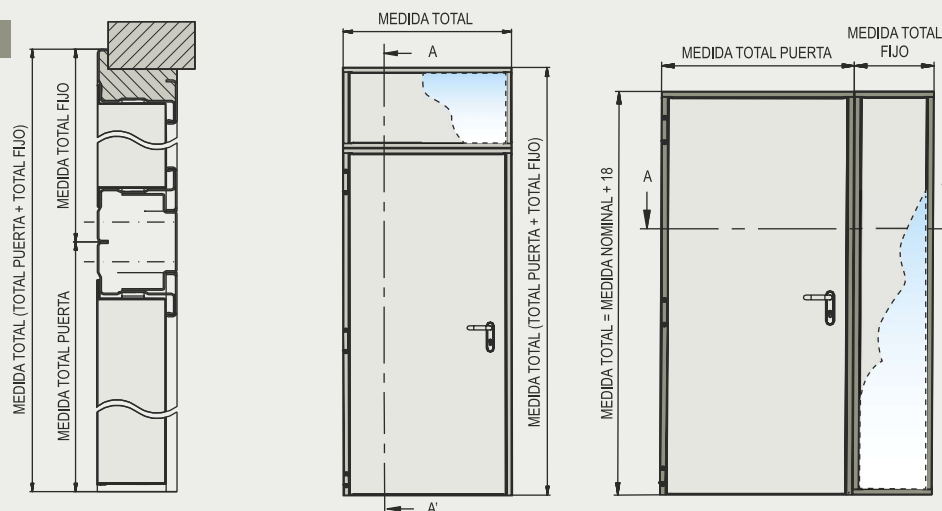 MEDIDA TOTAL (TOTAL PUERTA + TOTAL FIJO)
MEDIDA TOTAL FIJO
MEDIDA TOTAL PUERTA
MEDIDA TOTAL
A
MEDIDA TOTAL (TOTAL PUERTA + TOTAL FIJO)
A'
MEDIDA TOTAL PUERTA
MEDIDA TOTAL
FIJO
MEDIDA TOTAL = MEDIDA NOMINAL + 18
A